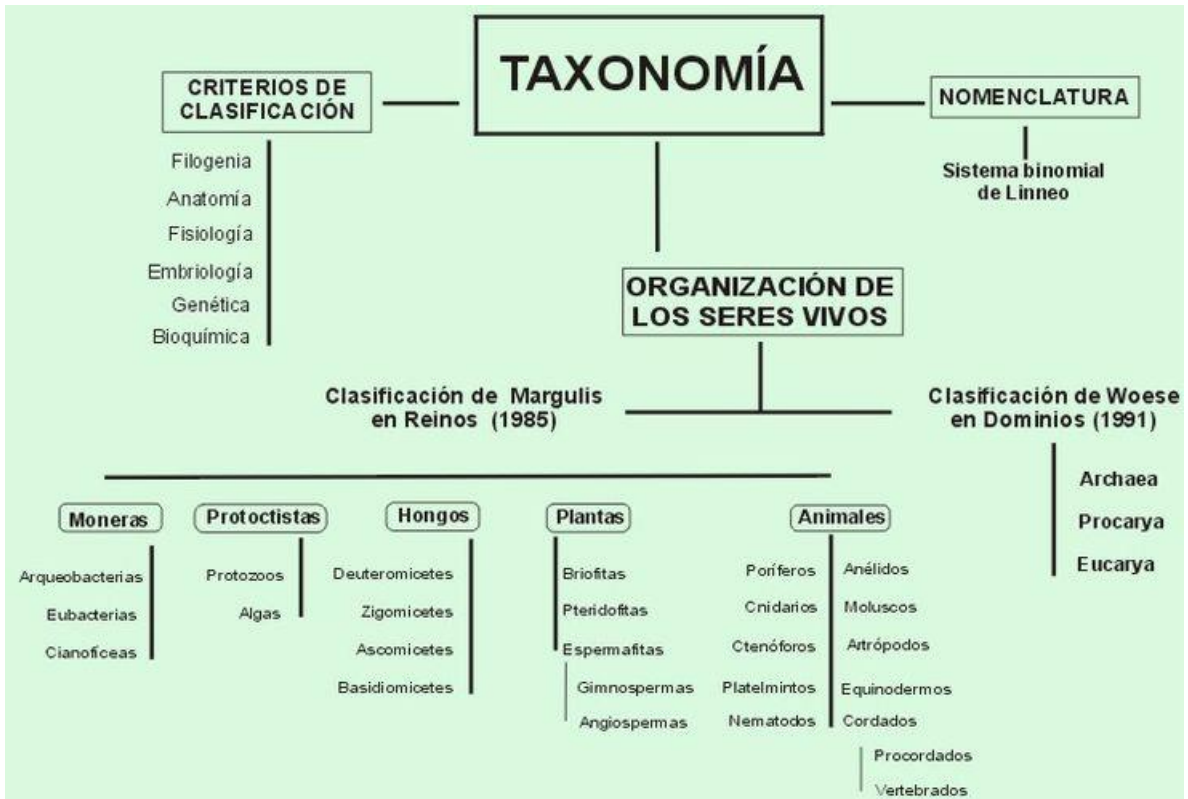 TAXONOMÍA
CRITERIOS DE
CLASIFICACIÓN
Filogenia
Anatomía
Fisiología
Embriología
Genética
Bioquímica
NOMENCLATURA
Sistema binomial
de Linneo
ORGANIZACIÓN DE
LOS SERES VIVOS
Clasificación de Margulis
en Reinos (1985)
Clasificación de Woese
en Dominios (1991)
Archaea
Procarya
Eucarya
Moneras
Arqueobacterias
Eubacterias
Cianofíceas
Protoctistas
Protozoos
Algas
Hongos
Deuteromicetes
Zigomicetes
Ascomicetes
Basidiomicetes
Plantas
Briofitas
Pteridofitas
Espermafitas
Gimnospermas
Angiospermas
Animales
Poríferos
Cnidarios
Ctenóforos
Platelmintos
Nematodos
Anélidos
Moluscos
Artrópodos
Equinodermos
Cordados
Procordados
Vertebrados